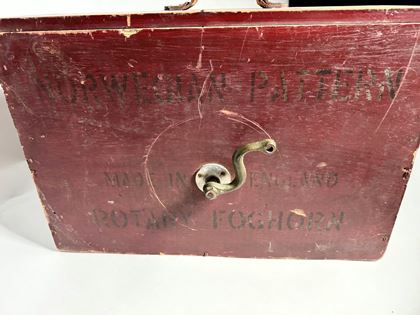 NORWEGIAN PATTERN
MADE IN ENGLAND
ROTARY FOGHORN